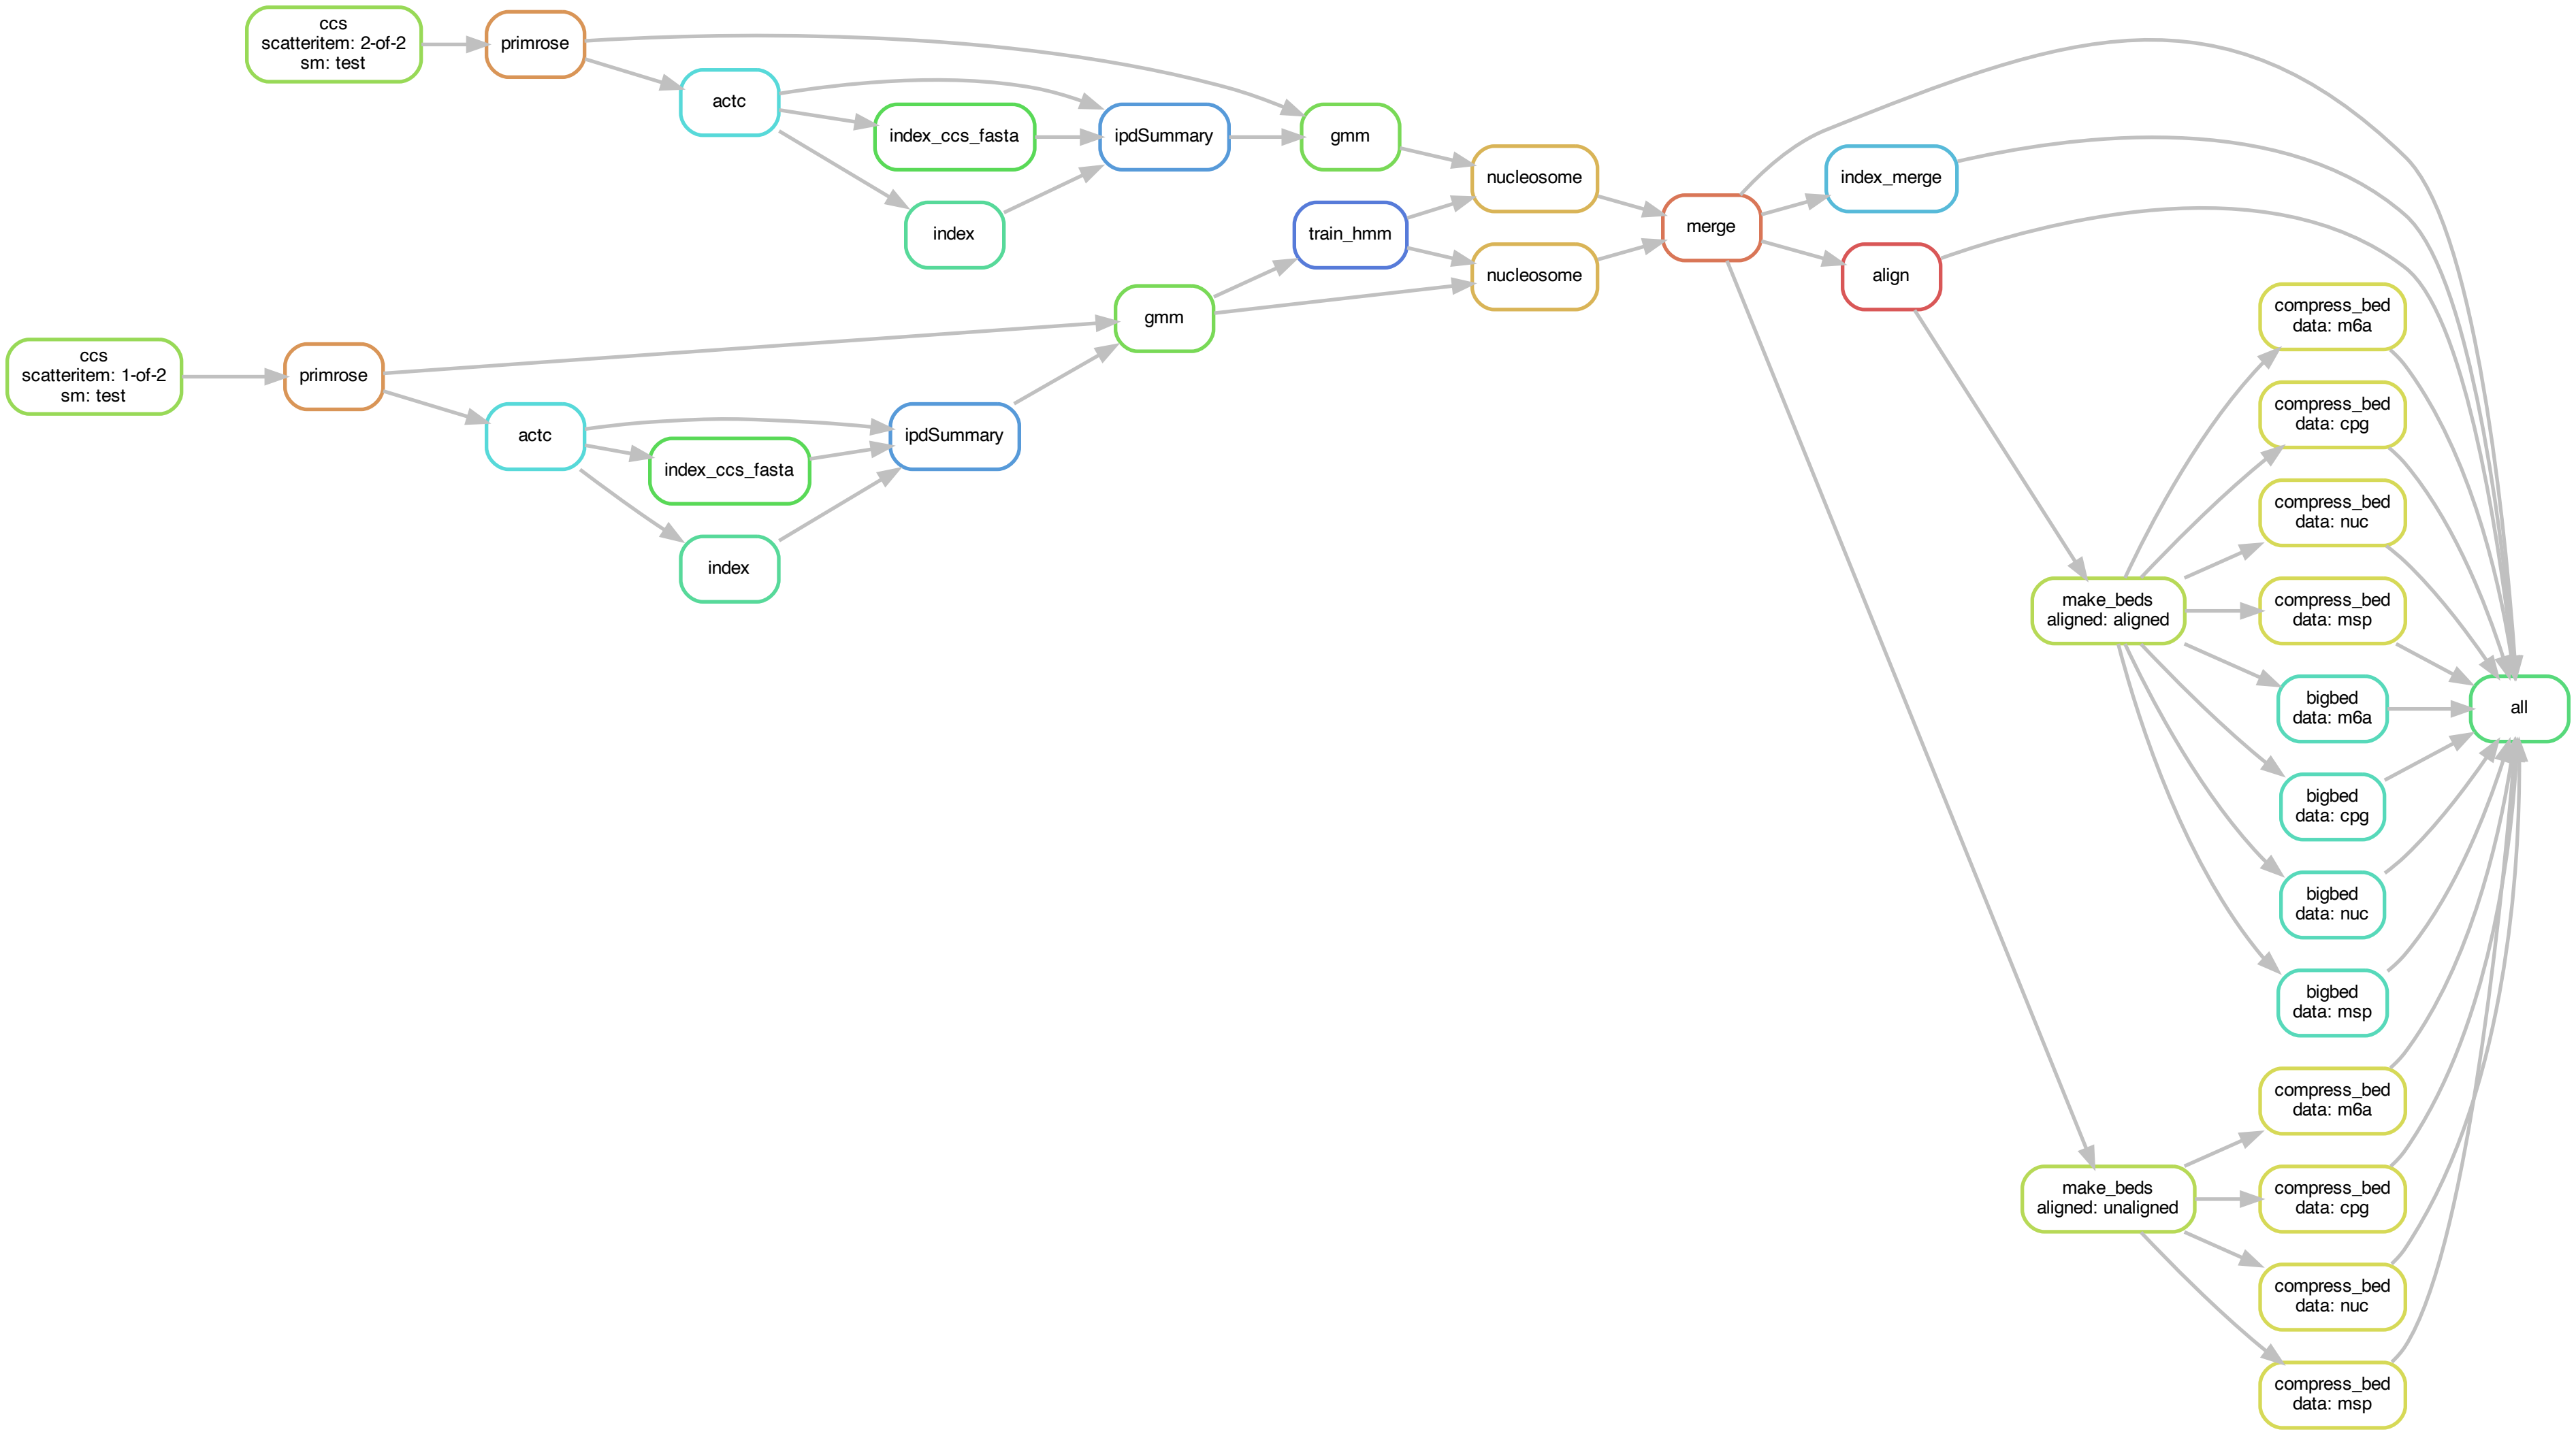 ccs
scatteritem: 2-of-2
sm: test
primrose
actc
index_ccs_fasta
ipdSummary
gmm
index
nucleosome
train_hmm
nucleosome
merge
index_merge
align
gmm
ccs
scatteritem: 1-of-2
sm: test
primrose
actc
index_ccs_fasta
ipdSummary
index
compress_bed
data: m6a
compress_bed
data: cpg
compress_bed
data: nuc
make_beds
aligned: aligned
compress_bed
data: msp
bigbed
data: m6a
all
bigbed
data: cpg
bigbed
data: nuc
bigbed
data: msp
compress_bed
data: m6a
make_beds
aligned: unaligned
compress_bed
data: cpg
compress_bed
data: nuc
compress_bed
data: msp